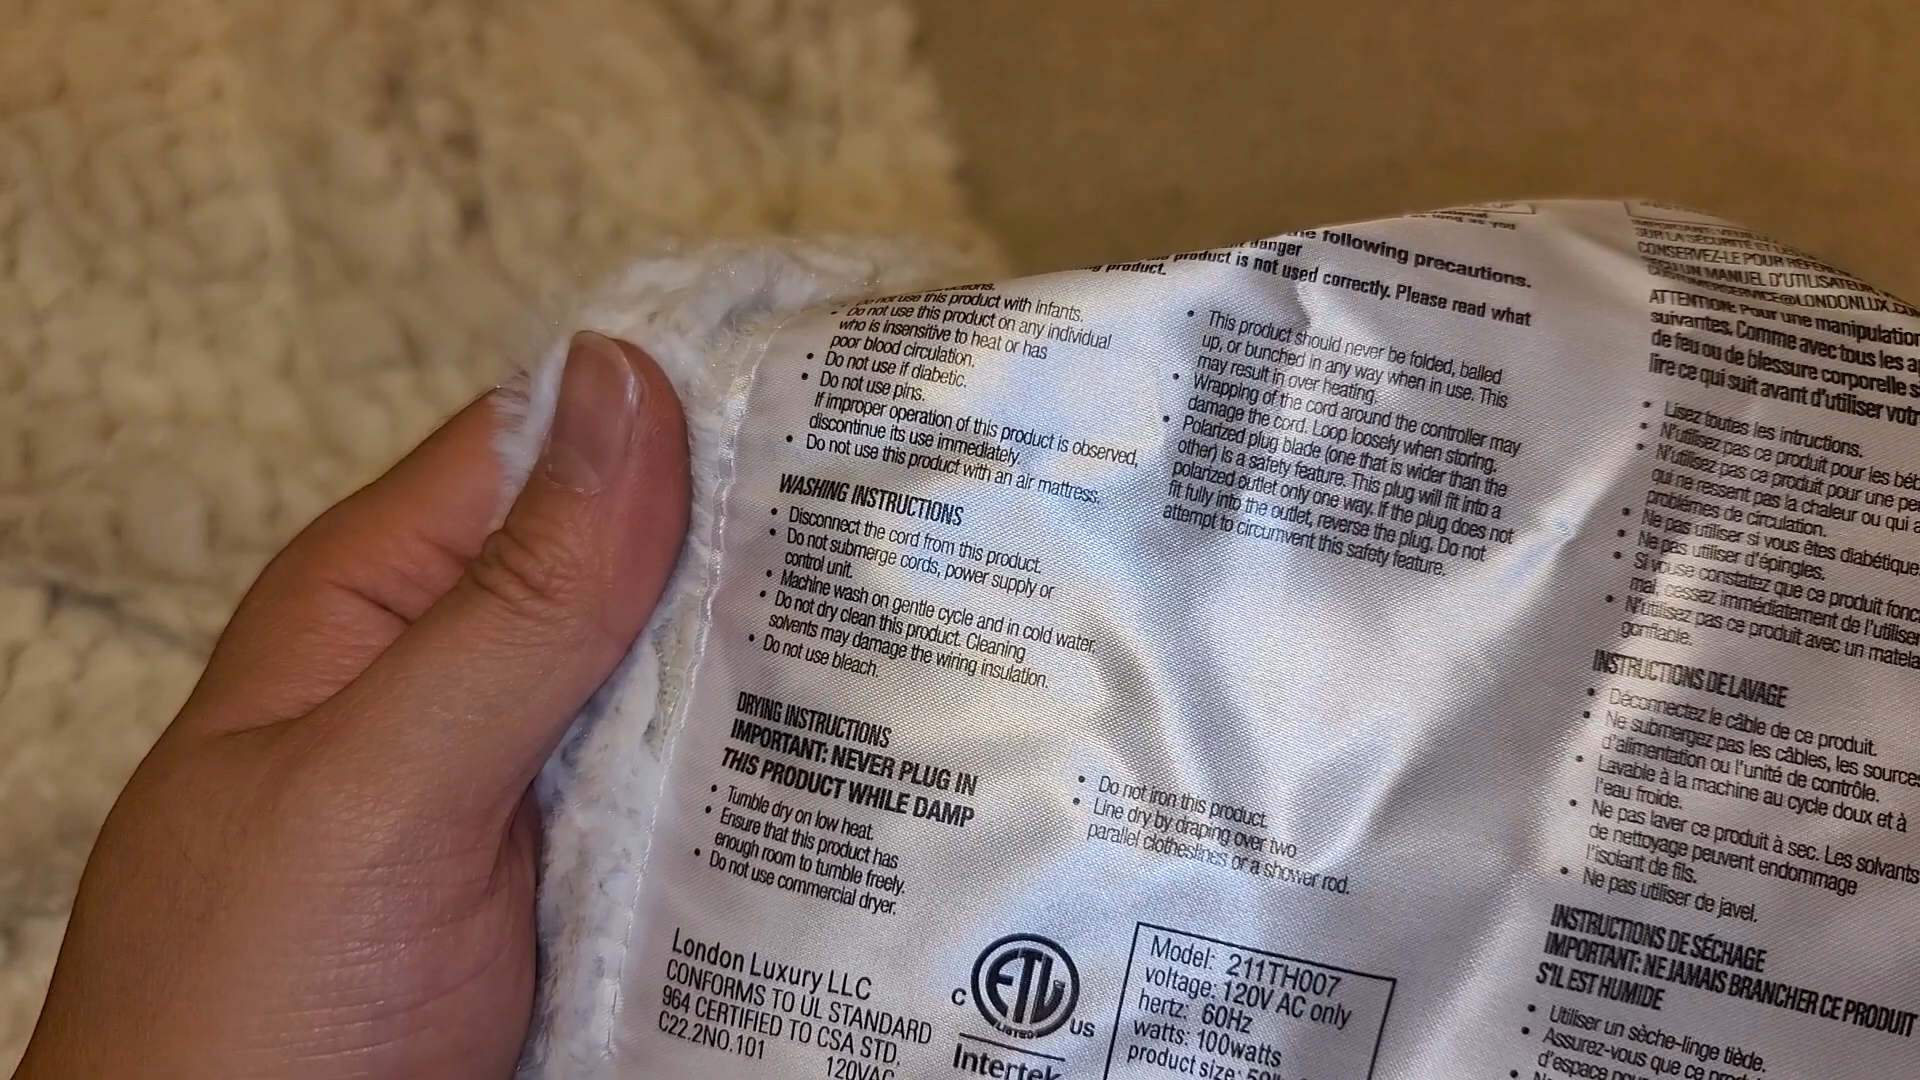 the following precautions.
danger
product is not used correctly. Please read what
product.
use this product with infants.
Do not use this product on any individual
who is insensitive to heat or has
poor blood circulation.
• Do not use if diabetic.
• Do not use pins.
If improper operation of this product is observed,
discontinue its use immediately.
• Do not use this product with an air mattress.
WASHING INSTRUCTIONS
• Disconnect the cord from this product.
• Do not submerge cords, power supply or
control unit.
• Machine wash on gentle cycle and in cold water.
• Do not dry clean this product. Cleaning
solvents may damage the wiring insulation.
• Do not use bleach.
DRYING INSTRUCTIONS
IMPORTANT: NEVER PLUG IN
THIS PRODUCT WHILE DAMP
• Tumble dry on low heat.
• Ensure that this product has
enough room to tumble freely.
• Do not use commercial dryer.
• Do not iron this product.
• Line dry by draping over two
parallel clotheslines or a shower rod.
• This product should never be folded, balled
up, or bunched in any way when in use. This
may result in over heating.
• Wrapping of the cord around the controller may
damage the cord. Loop loosely when storing.
• Polarized plug blade (one that is wider than the
other) is a safety feature. This plug will fit into a
polarized outlet only one way. If the plug does not
fit fully into the outlet, reverse the plug. Do not
attempt to circumvent this safety feature.
London Luxury LLC
CONFORMS TO UL STANDARD
964 CERTIFIED TO CSA STD.
C22.2NO.101
120VAC
C ETL US
LISTED
Intertek
Model: 211TH007
voltage: 120V AC only
hertz: 60Hz
watts: 100watts
product size:
SUR LA SÉCURITÉ ET
CONSERVEZ-LE POUR
UN MANUEL D'UTILISATEUR
ATTENTION: Pour une manipulation
suivantes. Comme avec tous les
de feu ou de blessure corporelle
lire ce qui suit avant d'utiliser
• Lisez toutes les intructions.
• N'utilisez pas ce produit pour les
• N'utilisez pas ce produit pour une
qui ne ressent pas la chaleur ou qui
problèmes de circulation.
• Ne pas utiliser si vous êtes diabétique
• Ne pas utiliser d'épingles.
• Si vouse constatez que ce produit
mal, cessez immédiatement de l'utiliser
• N'utilisez pas ce produit avec un
gonflable.
INSTRUCTIONS DE LAVAGE
• Déconnectez le câble de ce produit.
• Ne submergez pas les câbles, les
d'alimentation ou l'unité de contrôle.
• Lavable à la machine au cycle doux et à
l'eau froide.
• Ne pas laver ce produit à sec. Les solvants
de nettoyage peuvent endommage
l'isolant de fils.
• Ne pas utiliser de javel.
INSTRUCTIONS DE SÉCHAGE
IMPORTANT: NE JAMAIS BRANCHER CE PRODUIT
S'IL EST HUMIDE
• Utiliser un sèche-linge tiède.
• Assurez-vous que ce
d'espace